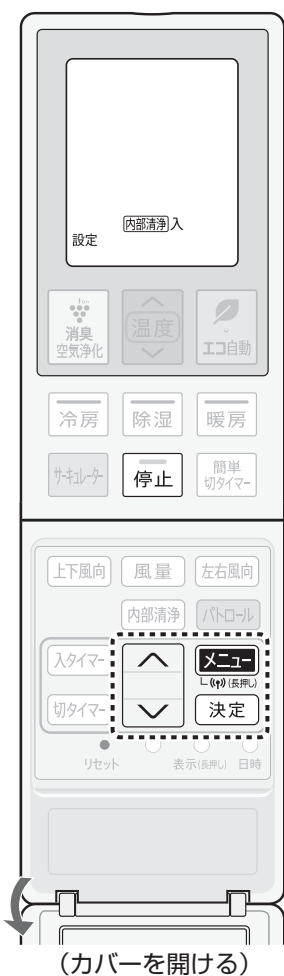 設定 内部清浄 入
ion
消臭
空気浄化
温度
エコ自動
冷房 除湿 暖房
サーキュレーター 停止 簡単
切タイマー
上下風向 風量 左右風向
内部清浄 パトロール
入タイマー メニュー
(長押し)
切タイマー 決定
リセット 表示(長押し) 日時
(カバーを開ける)